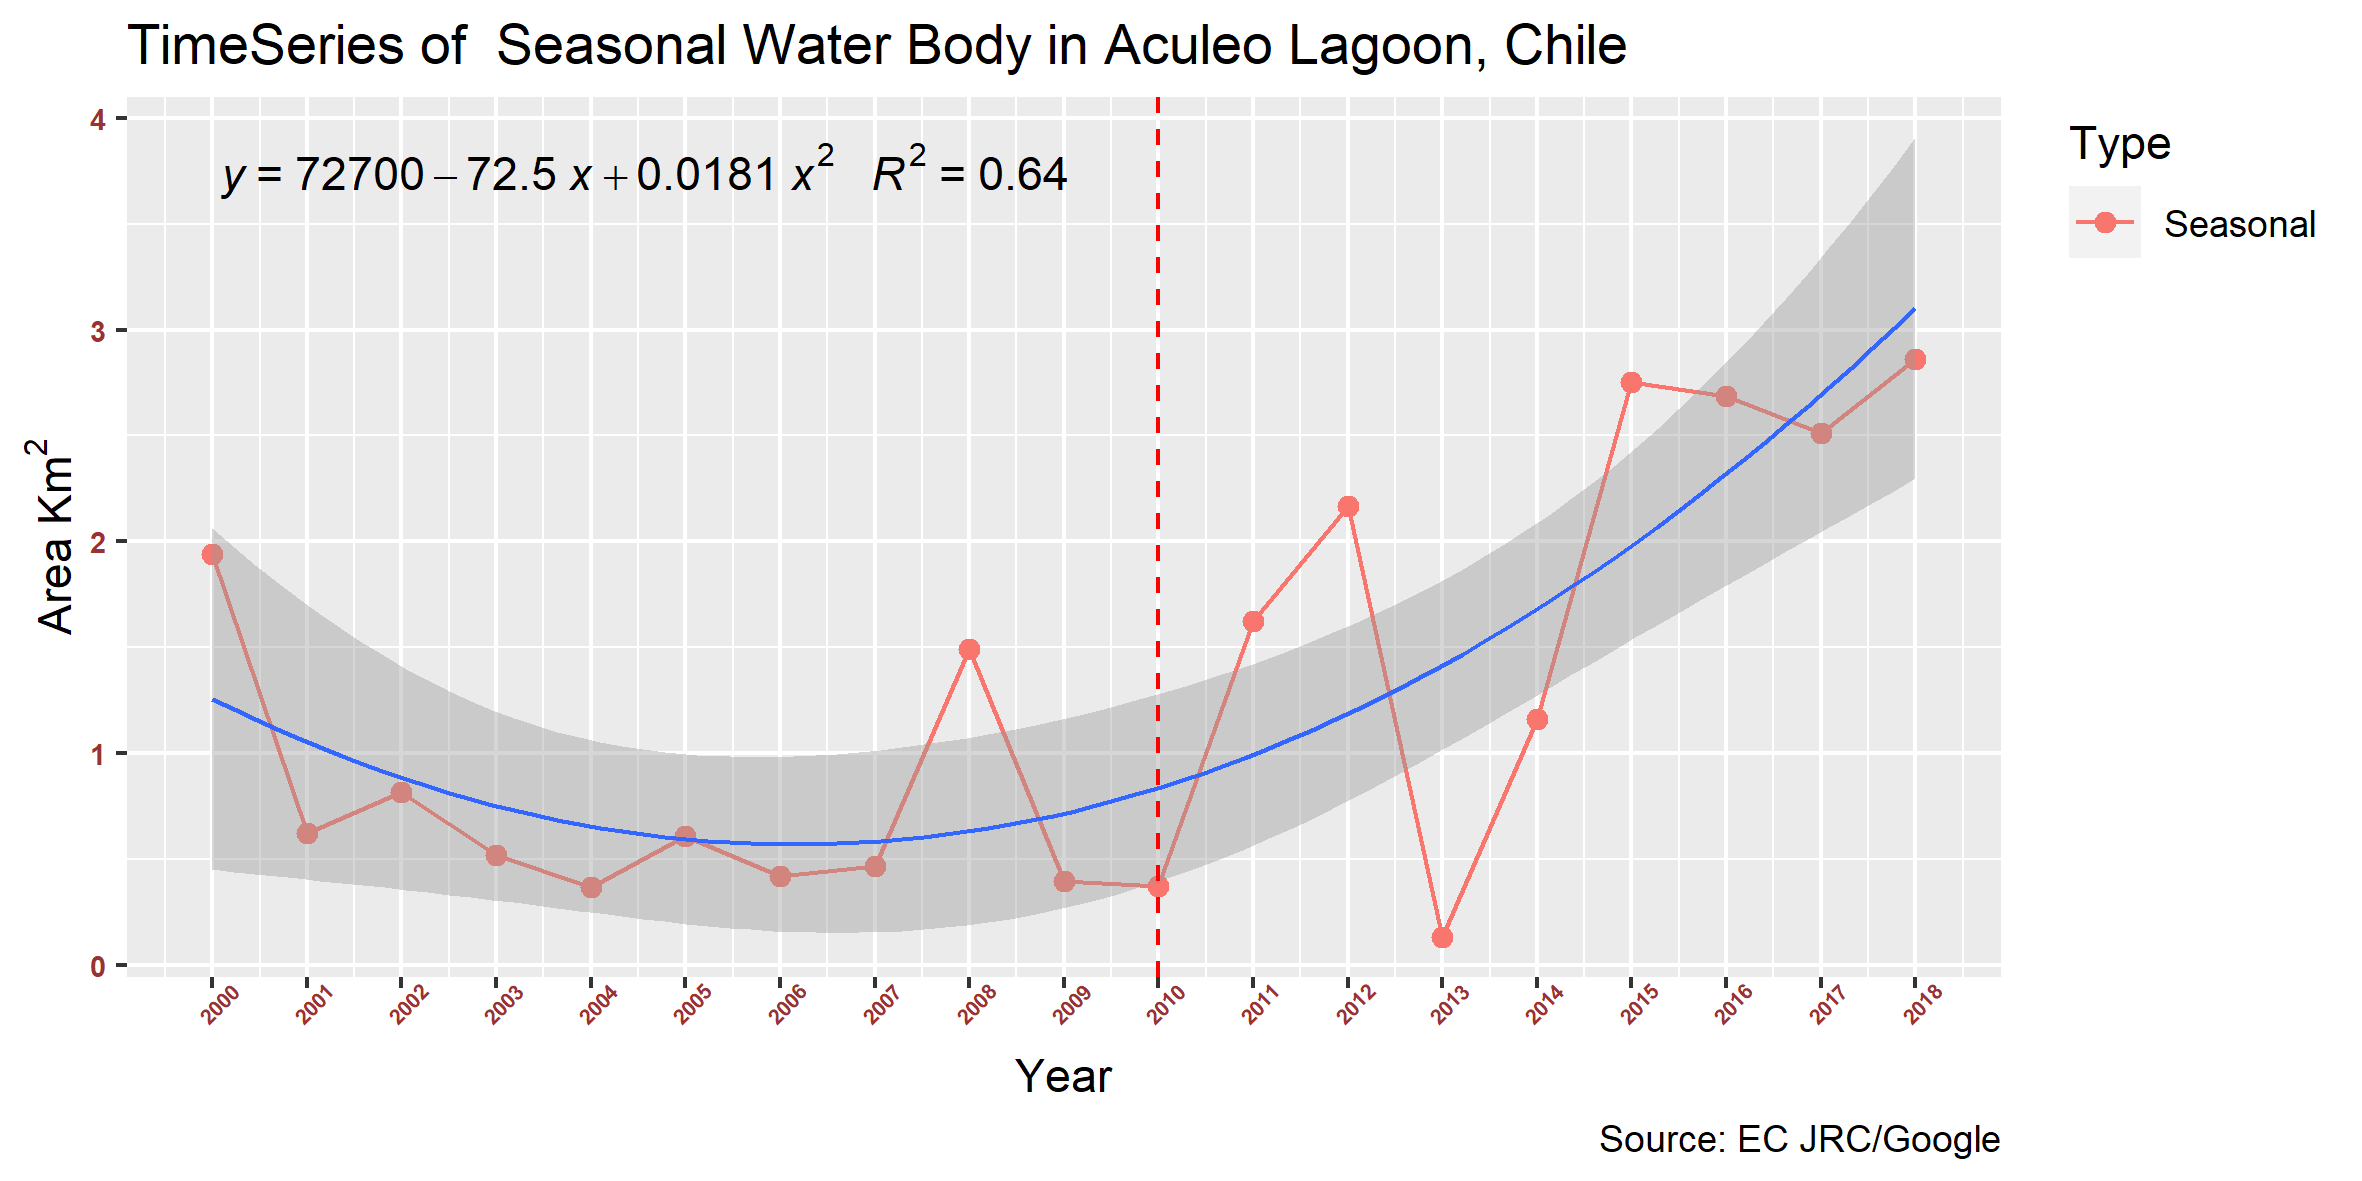 TimeSeries of  Seasonal Water Body in Aculeo Lagoon, Chile
y = 72700 − 72.5 x + 0.0181 x² R² = 0.64
Type
Seasonal
Area Km²
4
3
2
1
0
2000 2001 2002 2003 2004 2005 2006 2007 2008 2009 2010 2011 2012 2013 2014 2015 2016 2017 2018
Year
Source: EC JRC/Google